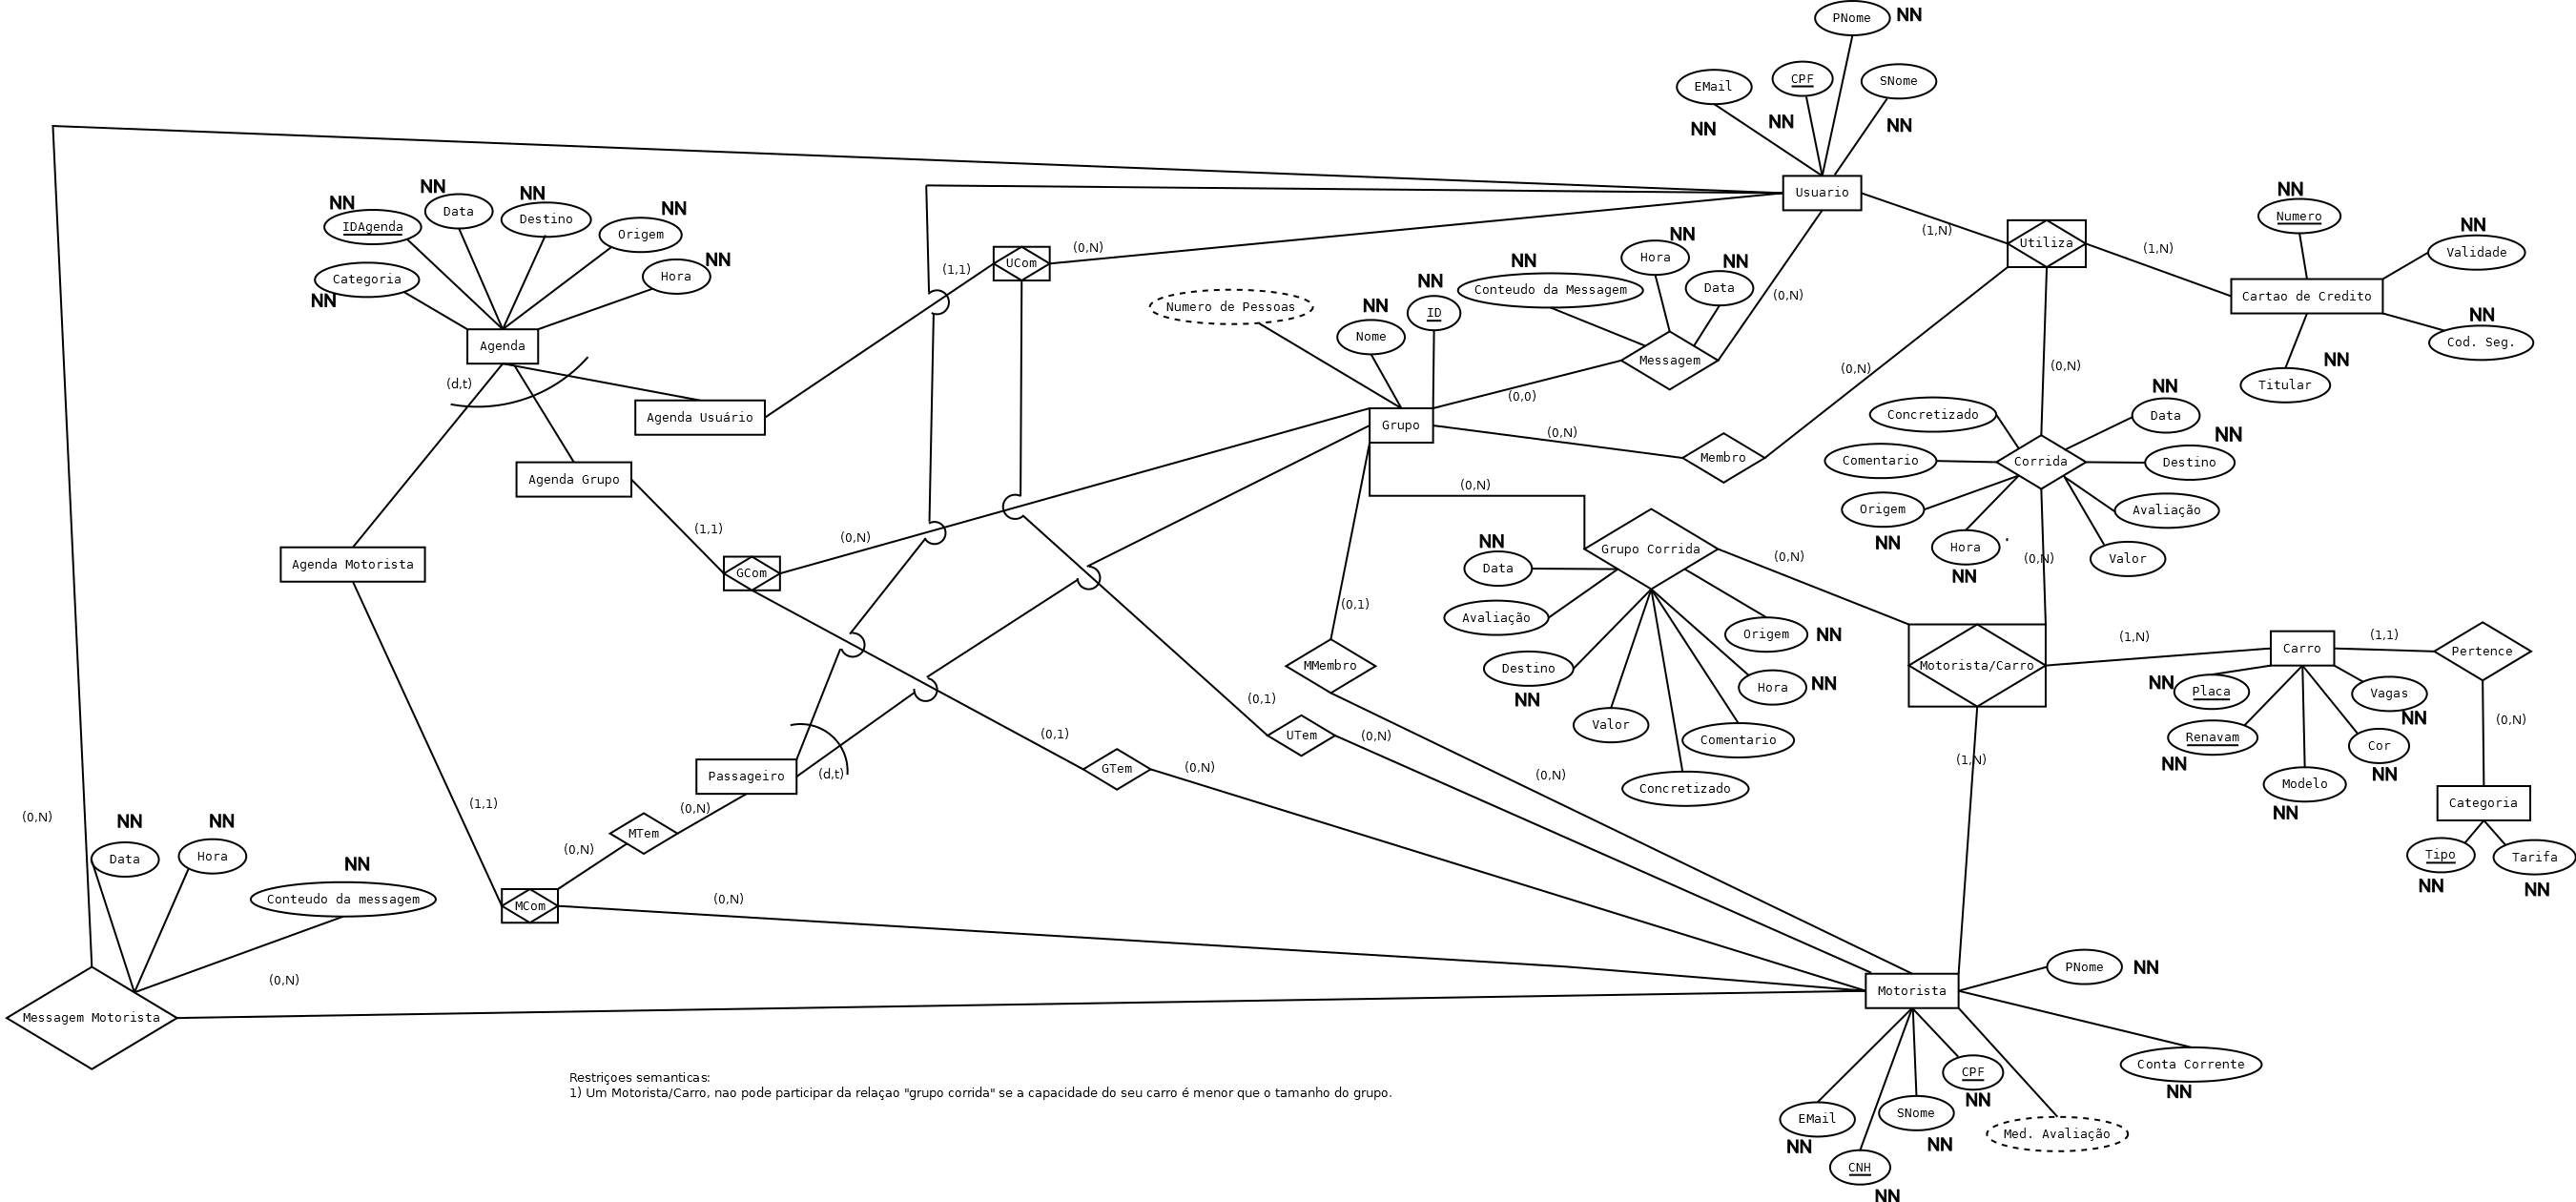 PNome NN
EMail
CPF
SNome
NN
NN
NN
Usuario
(0,N)
(1,1)
UCom
(1,N)
Utiliza
(1,N)
NN
Numero
NN
Validade
Cartao de Credito
NN
Cod. Seg.
NN
Titular
NN
IDAgenda
NN
Data
NN
Destino
NN
Origem
NN
Hora
Categoria
NN
Agenda
(d,t)
Agenda Usuário
Agenda Grupo
Agenda Motorista
Numero de Pessoas
NN
Nome
NN
ID
NN
Conteudo da Messagem
NN
Hora
NN
Data
(0,N)
Messagem
(0,0)
Grupo
(0,N)
Membro
(0,N)
(0,N)
Concretizado
NN
Data
Comentario
Corrida
NN
Destino
Origem
NN
Avaliação
Hora
NN
(0,N)
Valor
(1,1)
GCom
(0,N)
(0,N)
Grupo Corrida
(0,N)
NN
Data
Avaliação
Destino
NN
Valor
Concretizado
Comentario
Hora NN
Origem NN
(0,1)
MMembro
(0,N)
Motorista/Carro
(1,N)
Carro
(1,1)
Pertence
NN
Placa
Renavam
NN
Modelo
NN
Vagas
NN
Cor
NN
(0,N)
Categoria
Tipo
NN
Tarifa
NN
(1,N)
(0,1)
UTem
(0,N)
(0,1)
GTem
(0,N)
Passageiro
(d,t)
(0,N)
MTem
(0,N)
(1,1)
MCom
(0,N)
(0,N)
NN
Data
NN
Hora
NN
Conteudo da messagem
(0,N)
Messagem Motorista
Motorista
PNome NN
Conta Corrente
NN
CPF
NN
EMail
NN
SNome
NN
CNH
NN
Med. Avaliação
Restriçoes semanticas:
1) Um Motorista/Carro, nao pode participar da relaçao "grupo corrida" se a capacidade do seu carro é menor que o tamanho do grupo.